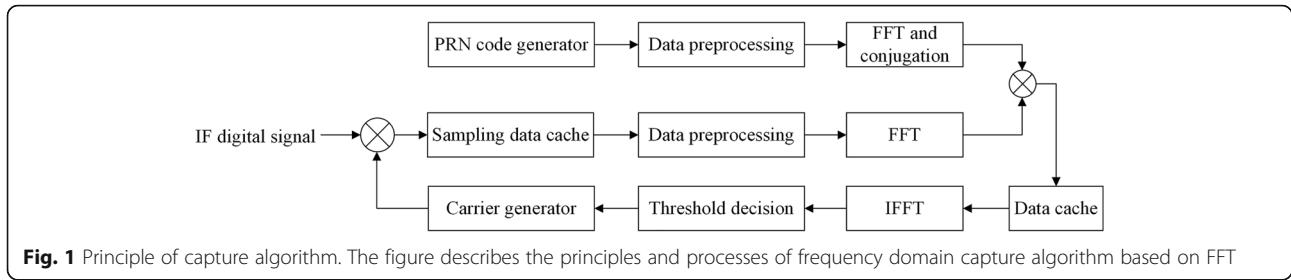 PRN code generator
Data preprocessing
FFT and
conjugation
IF digital signal
Sampling data cache
Data preprocessing
FFT
Carrier generator
Threshold decision
IFFT
Data cache
Fig. 1 Principle of capture algorithm. The figure describes the principles and processes of frequency domain capture algorithm based on FFT